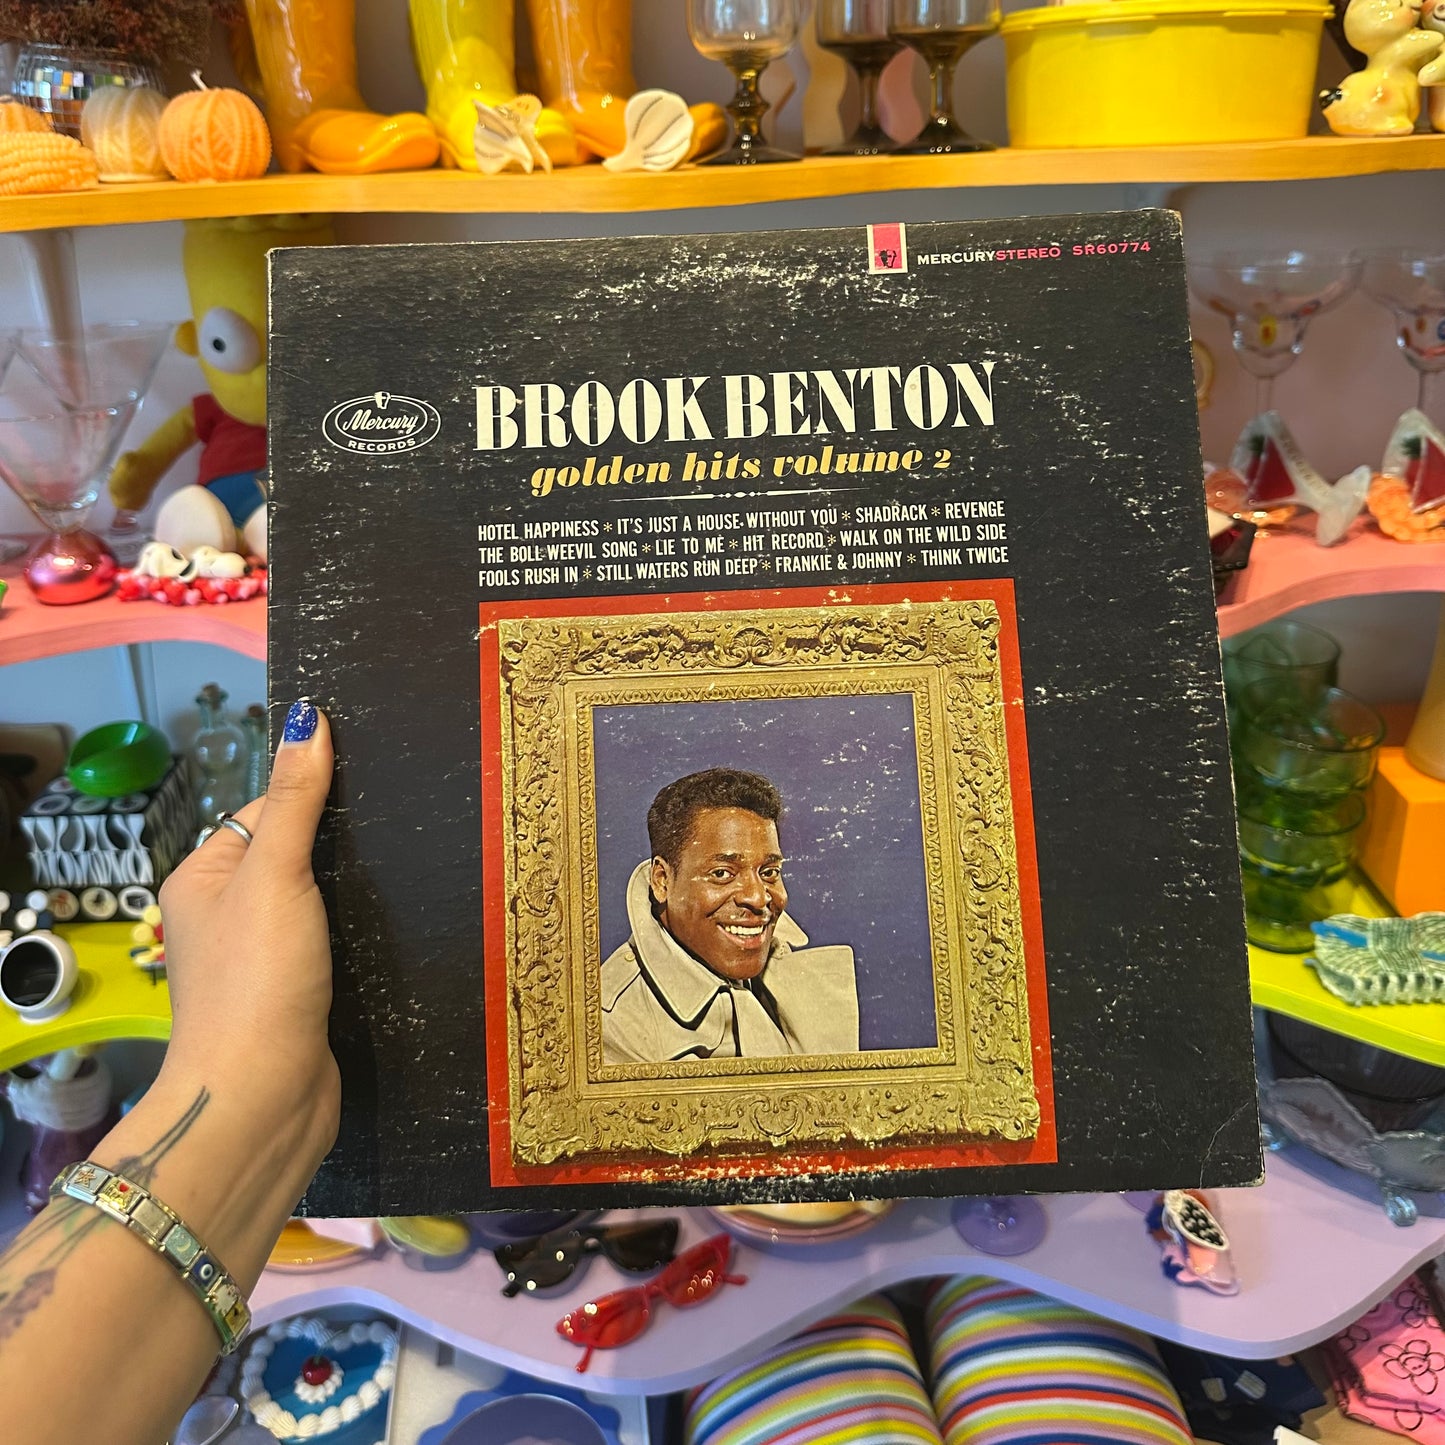 MERCURYSTEREO SR60774
Mercury
RECORDS
BROOK BENTON
golden hits volume 2
HOTEL HAPPINESS * IT'S JUST A HOUSE WITHOUT YOU * SHADRACK * REVENGE
THE BOLL WEEVIL SONG * LIE TO ME * HIT RECORD * WALK ON THE WILD SIDE
FOOLS RUSH IN * STILL WATERS RUN DEEP * FRANKIE & JOHNNY * THINK TWICE